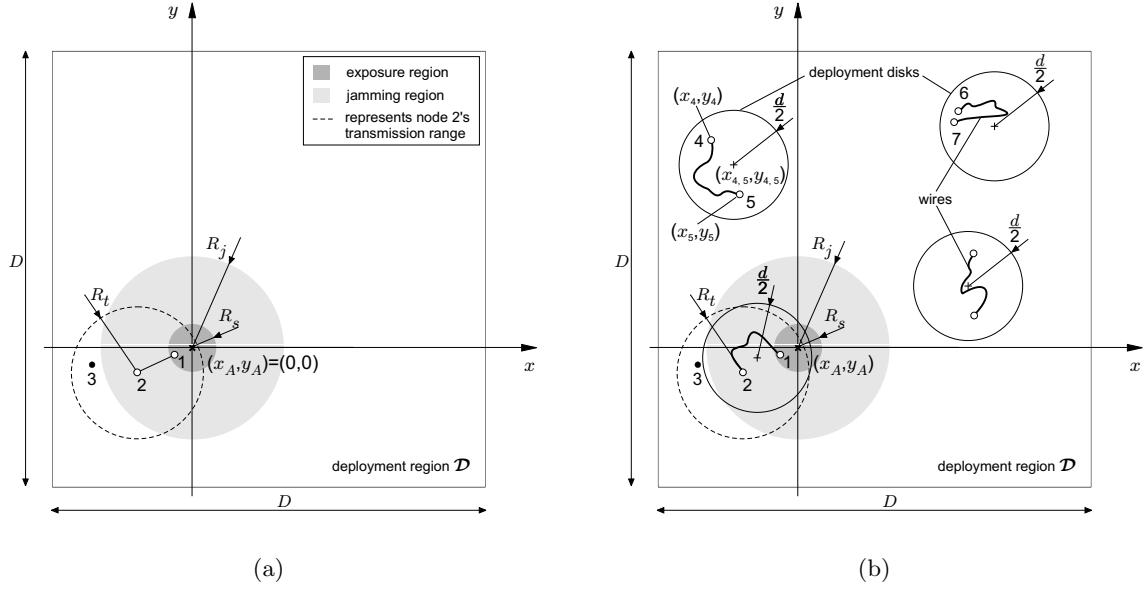 y
exposure region
jamming region
represents node 2's
transmission range
D
R_j
R_t
R_s
1
(x_A,y_A)=(0,0)
x
3
2
deployment region 𝓓
D
(a)
y
deployment disks
d/2
6
(x_4,y_4)
d/2
7
4
(x_{4,5},y_{4,5})
5
wires
(x_5,y_5)
d/2
R_j
D
d/2
R_t
R_s
1
(x_A,y_A)
x
3
2
deployment region 𝓓
D
(b)